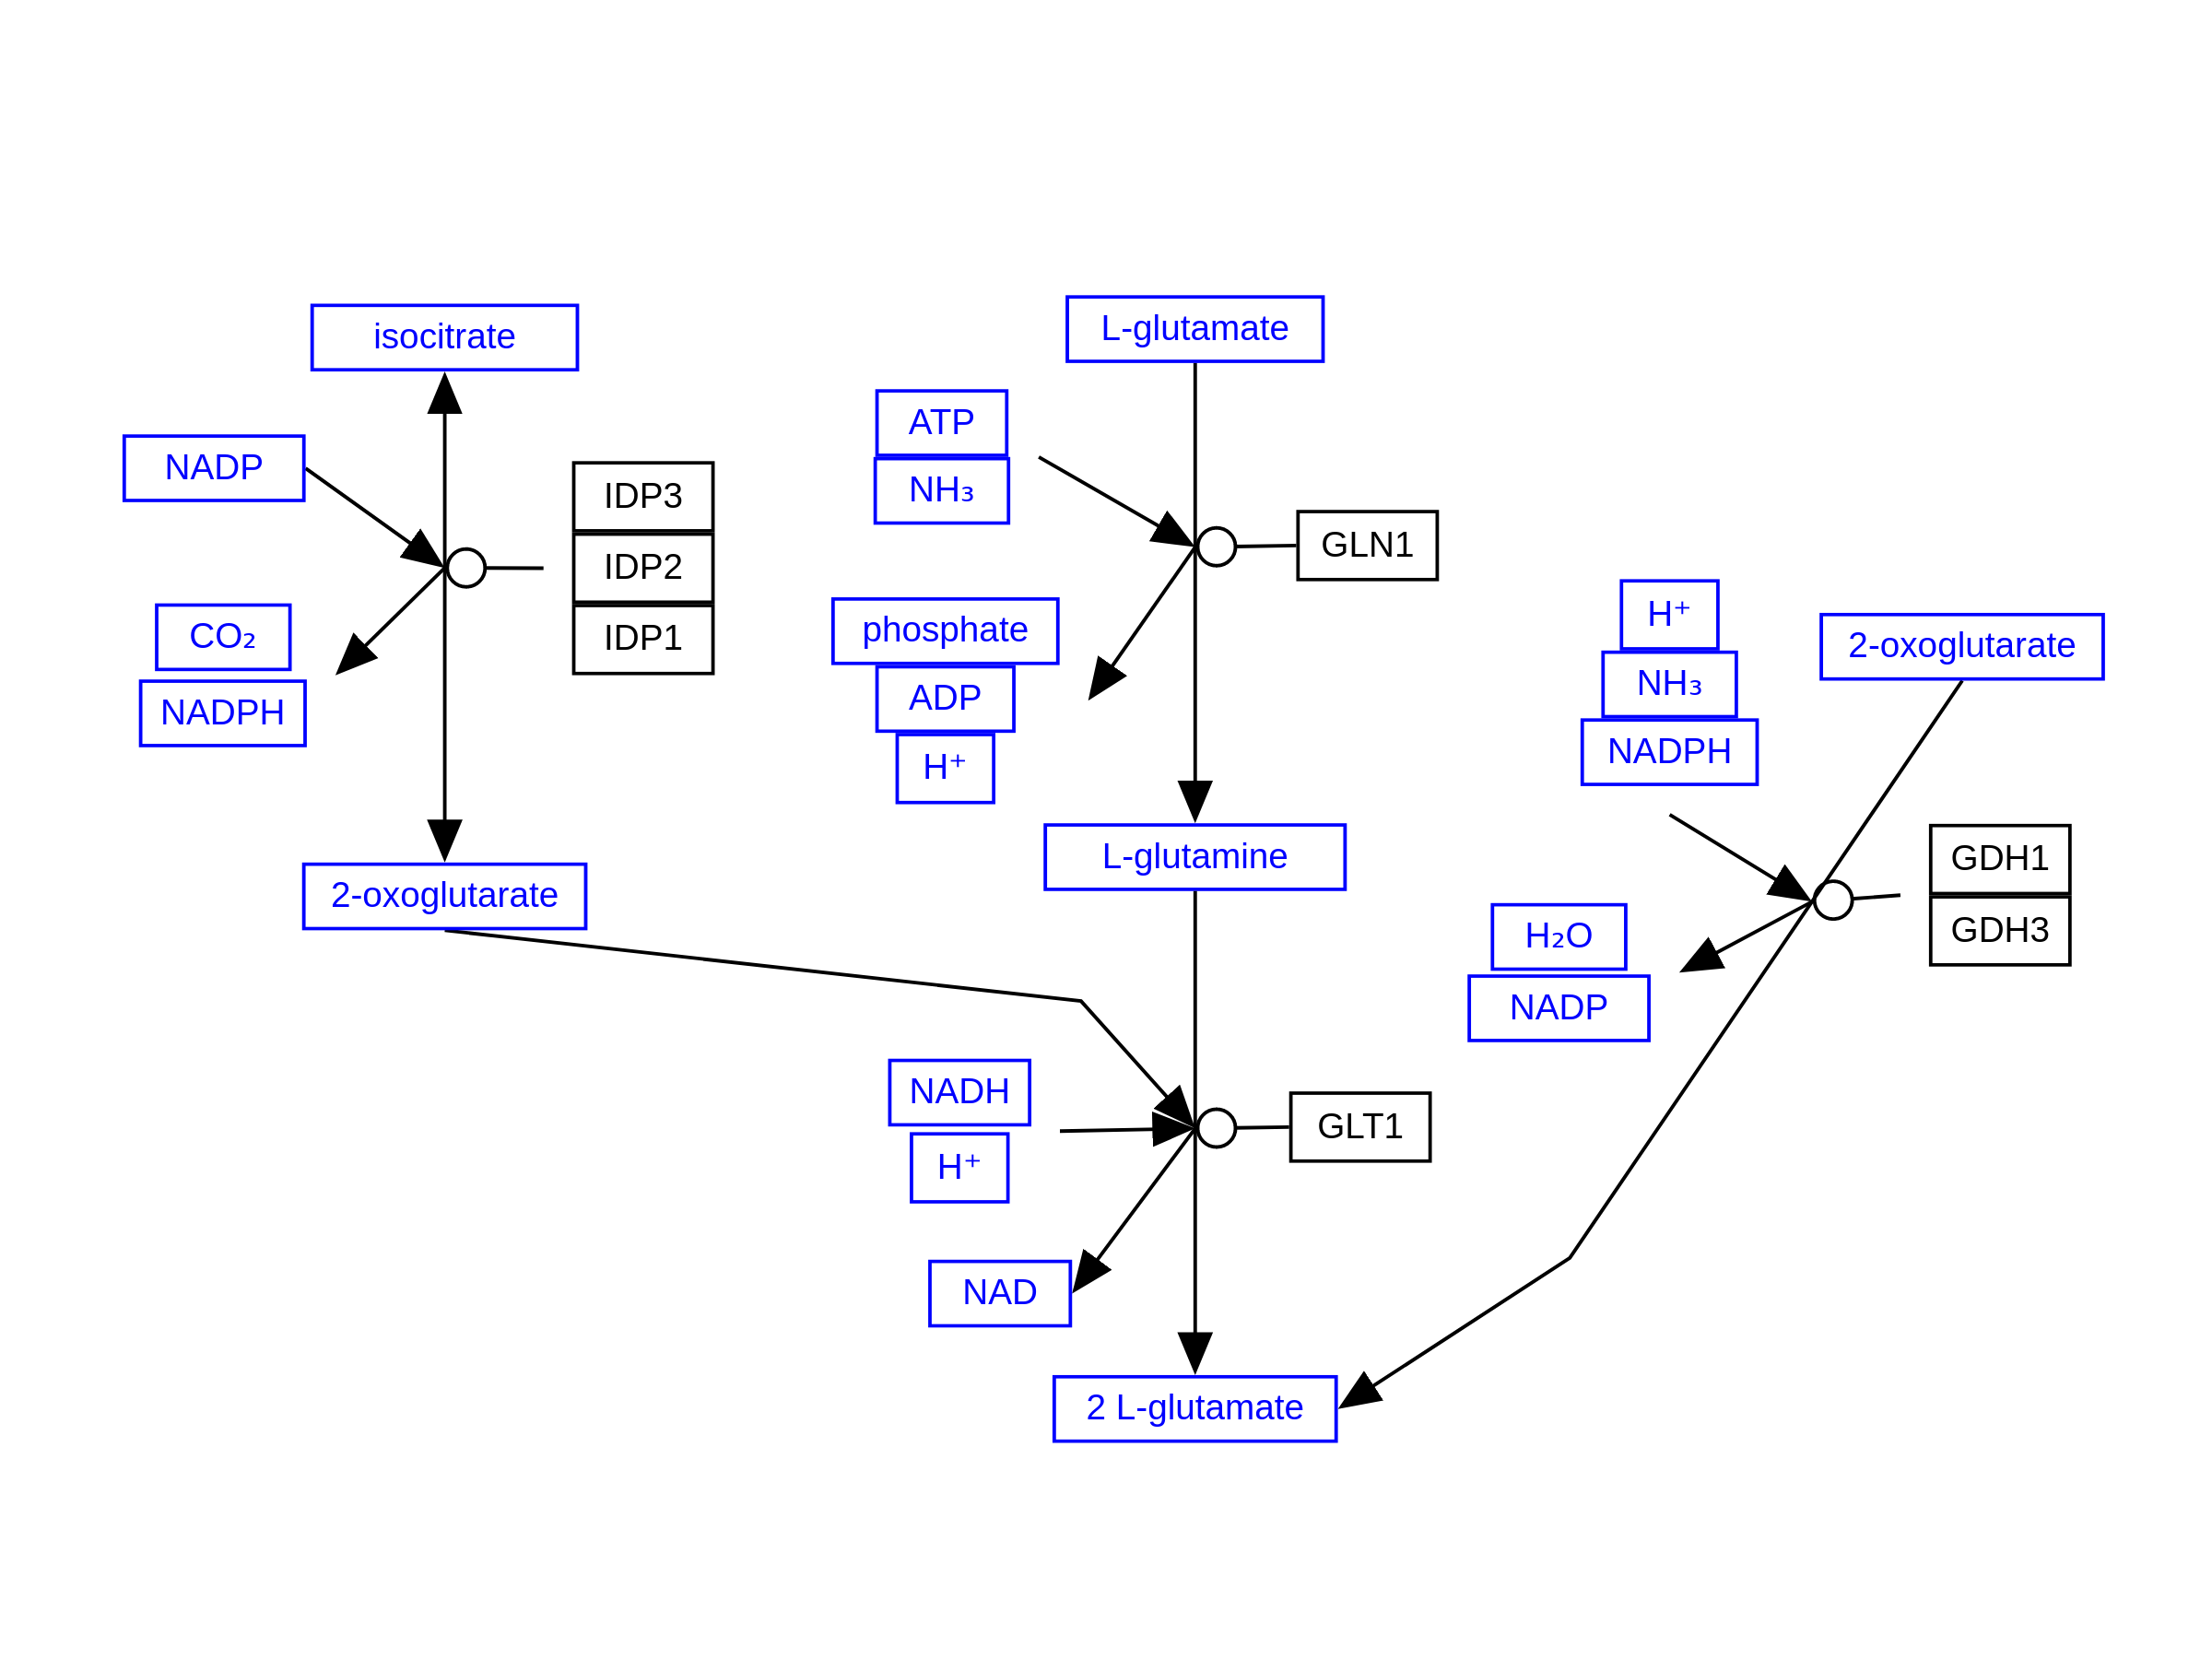 isocitrate
NADP
IDP3
IDP2
IDP1
CO₂
NADPH
2-oxoglutarate
L-glutamate
ATP
NH₃
GLN1
phosphate
ADP
H⁺
L-glutamine
NADH
H⁺
GLT1
NAD
2 L-glutamate
H⁺
NH₃
NADPH
2-oxoglutarate
GDH1
GDH3
H₂O
NADP